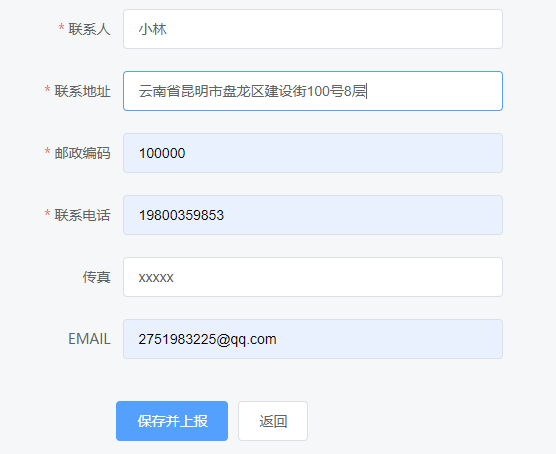 * 联系人 小林
* 联系地址 云南省昆明市盘龙区建设街100号8层
* 邮政编码 100000
* 联系电话 19800359853
传真 xxxxx
EMAIL 2751983225@qq.com
保存并上报 返回